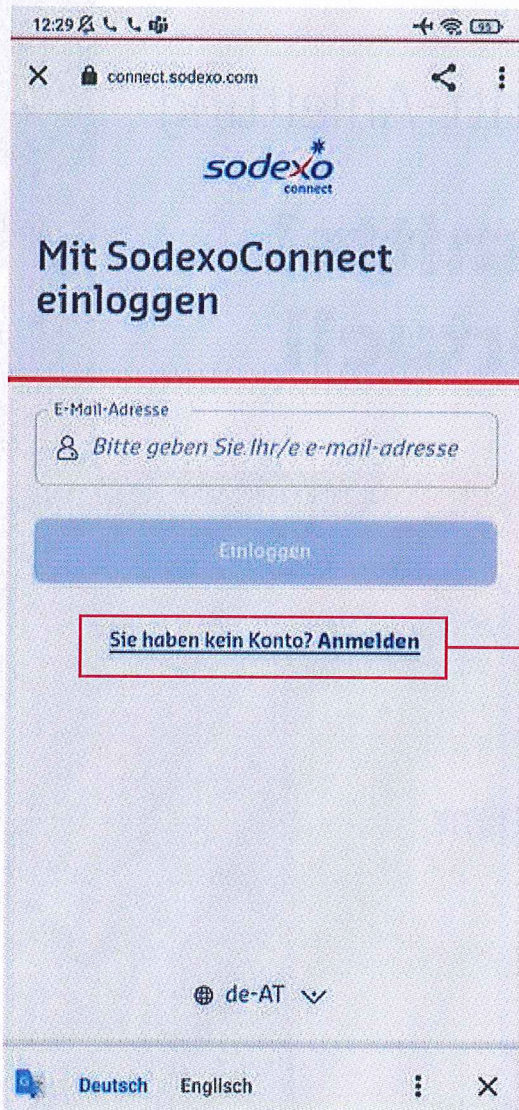 12:29
95
connect.sodexo.com
sodexo
connect
Mit SodexoConnect
einloggen
E-Mail-Adresse
Bitte geben Sie Ihr/e e-mail-adresse
Einloggen
Sie haben kein Konto? Anmelden
de-AT
Deutsch Englisch